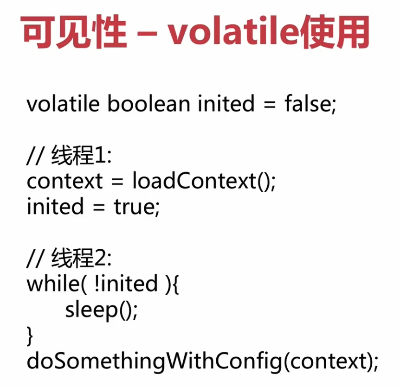 可见性 – volatile使用
volatile boolean inited = false;
// 线程1:
context = loadContext();
inited = true;
// 线程2:
while( !inited ){
sleep();
}
doSomethingWithConfig(context);